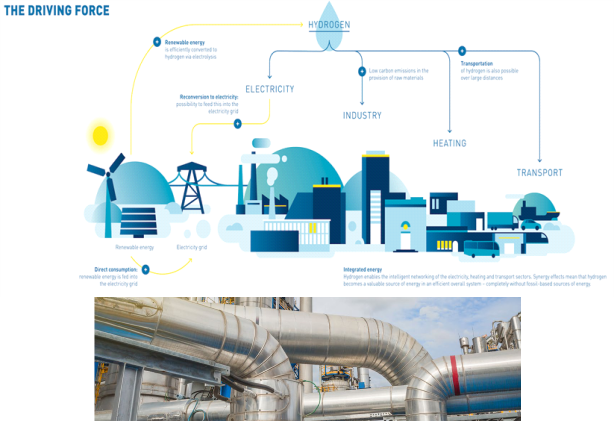 THE DRIVING FORCE
HYDROGEN
Renewable energy
is efficiently converted to
hydrogen via electrolysis
Low carbon emissions in the
provision of raw materials
Transportation
of hydrogen is also possible
over large distances
ELECTRICITY
Reconversion to electricity:
possibility to feed this into the
electricity grid
INDUSTRY
HEATING
TRANSPORT
Renewable energy
Electricity grid
Direct consumption:
renewable energy is fed into
the electricity grid
Integrated energy
Hydrogen enables the intelligent networking of the electricity, heating and transport sectors. Synergy effects mean that hydrogen
becomes a valuable source of energy in an efficient overall system – completely without fossil-based sources of energy.